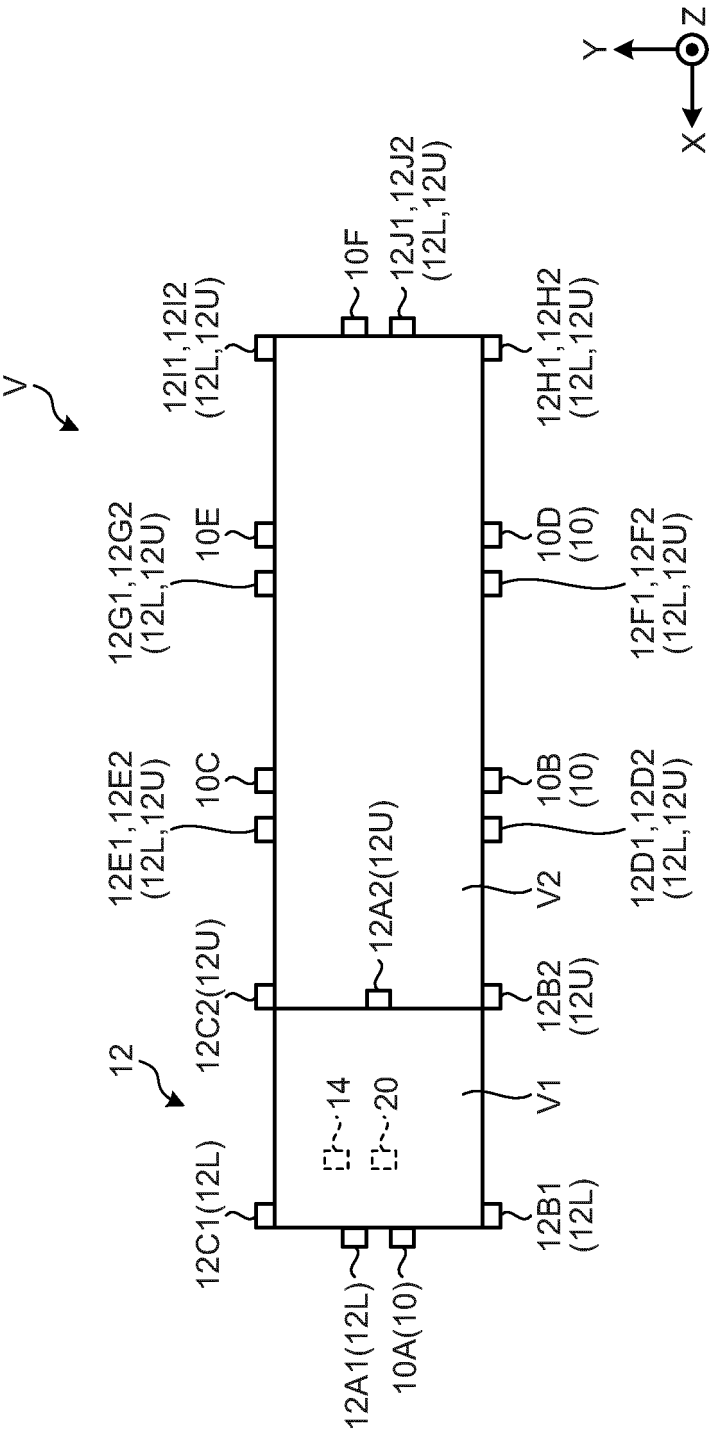 V
12
12C1(12L)
12C2(12U)
12E1,12E2
(12L,12U)
10C
12G1,12G2
(12L,12U)
10E
12I1,12I2
(12L,12U)
12A1(12L)
10A(10)
14
20
12A2(12U)
10F
12J1,12J2
(12L,12U)
12B1
(12L)
V1
12B2
(12U)
V2
12D1,12D2
(12L,12U)
10B
(10)
12F1,12F2
(12L,12U)
10D
(10)
12H1,12H2
(12L,12U)
Y
X
Z